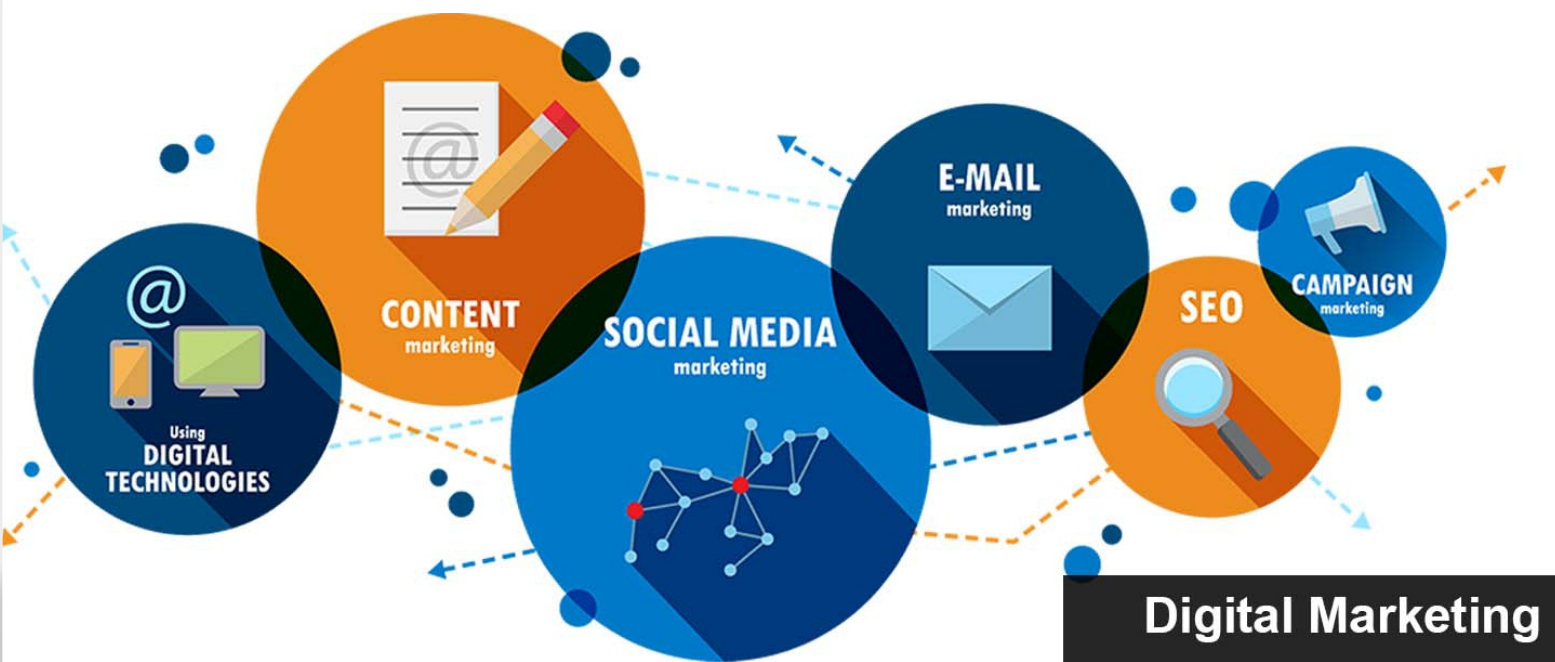 @
Using
DIGITAL
TECHNOLOGIES
@
CONTENT
marketing
SOCIAL MEDIA
marketing
E-MAIL
marketing
SEO
CAMPAIGN
marketing
Digital Marketing